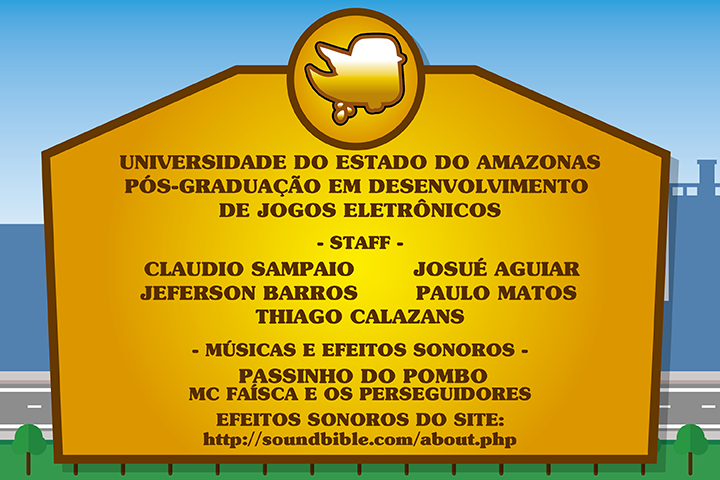 UNIVERSIDADE DO ESTADO DO AMAZONAS
PÓS-GRADUAÇÃO EM DESENVOLVIMENTO
DE JOGOS ELETRÔNICOS
- STAFF -
CLAUDIO SAMPAIO JOSUÉ AGUIAR
JEFERSON BARROS PAULO MATOS
THIAGO CALAZANS
- MÚSICAS E EFEITOS SONOROS -
PASSINHO DO POMBO
MC FAÍSCA E OS PERSEGUIDORES
EFEITOS SONOROS DO SITE:
http://soundbible.com/about.php